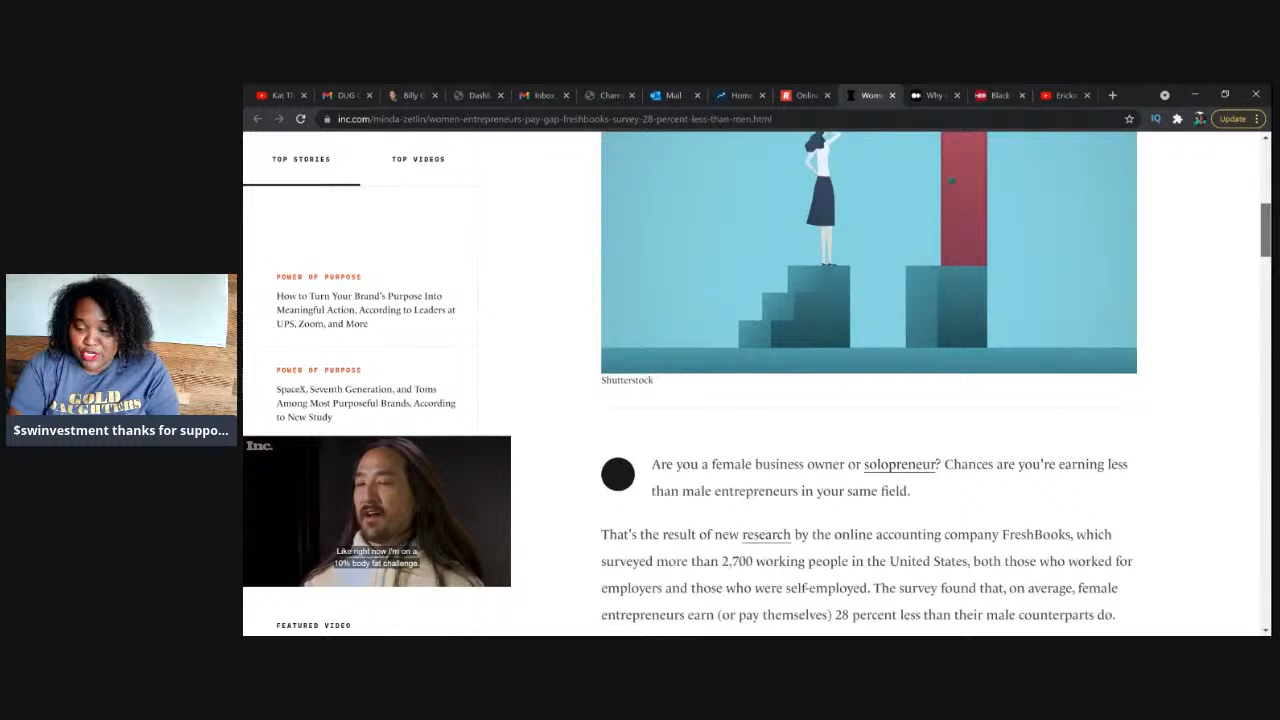 Kat Th
DUG C
Billy G
Dashb
Inbox
Chann
Mail
Home
Onlin
Wome
Why
Black
Ericka
inc.com/minda-zetlin/women-entrepreneurs-pay-gap-freshbooks-survey-28-percent-less-than-men.html
IQ
Update
TOP STORIES
TOP VIDEOS
POWER OF PURPOSE
How to Turn Your Brand's Purpose Into
Meaningful Action, According to Leaders at
UPS, Zoom, and More
POWER OF PURPOSE
SpaceX, Seventh Generation, and Toms
Among Most Purposeful Brands, According
to New Study
Inc.
Like right now I'm on a
10% body fat challenge.
FEATURED VIDEO
Shutterstock
Are you a female business owner or solopreneur? Chances are you're earning less
than male entrepreneurs in your same field.
That's the result of new research by the online accounting company FreshBooks, which
surveyed more than 2,700 working people in the United States, both those who worked for
employers and those who were self-employed. The survey found that, on average, female
entrepreneurs earn (or pay themselves) 28 percent less than their male counterparts do.
GOLD
DAUGHTERS
$swinvestment thanks for suppo...